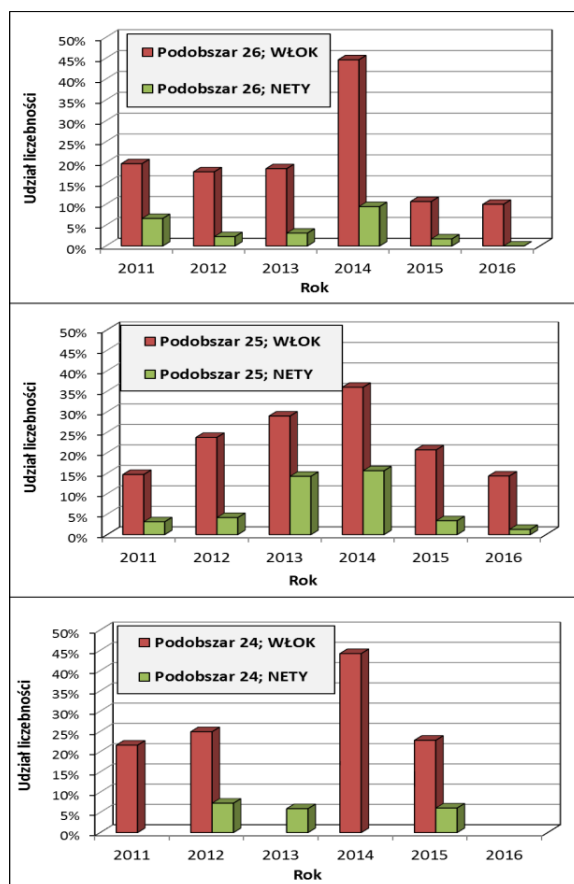 Podobszar 26; WŁOK
Podobszar 26; NETY
Udział liczebności
50%
45%
40%
35%
30%
25%
20%
15%
10%
5%
0%
2011 2012 2013 2014 2015 2016
Rok
Podobszar 25; WŁOK
Podobszar 25; NETY
Udział liczebności
50%
45%
40%
35%
30%
25%
20%
15%
10%
5%
0%
2011 2012 2013 2014 2015 2016
Rok
Podobszar 24; WŁOK
Podobszar 24; NETY
Udział liczebności
50%
45%
40%
35%
30%
25%
20%
15%
10%
5%
0%
2011 2012 2013 2014 2015 2016
Rok